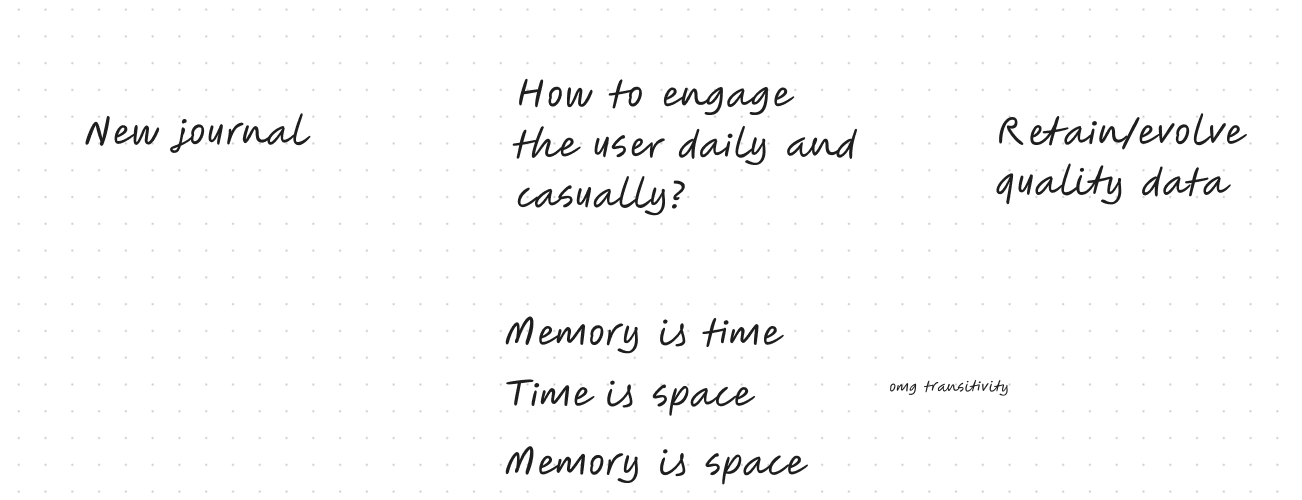 New journal
How to engage
the user daily and
casually?
Retain/evolve
quality data
Memory is time
Time is space
omg transitivity
Memory is space